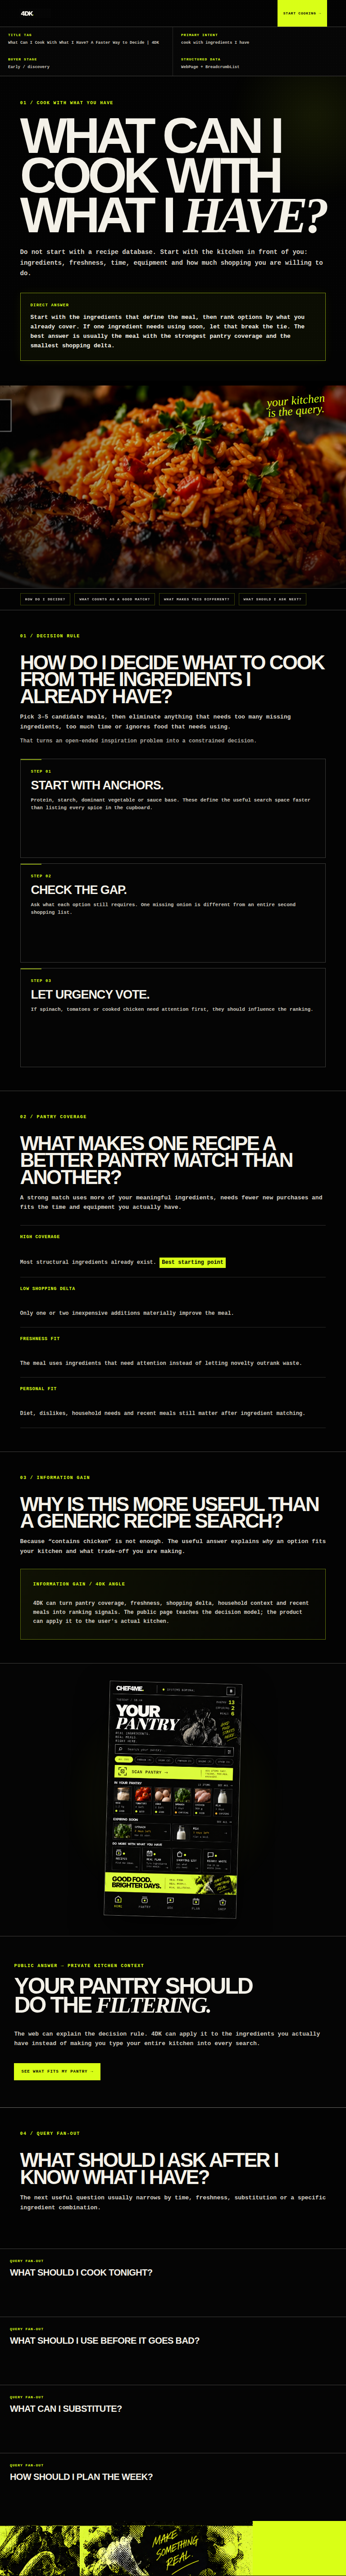 4DK
START COOKING →
TITLE TAG
What Can I Cook With What I Have? A Faster Way to Decide | 4DK
PRIMARY INTENT
cook with ingredients I have
BUYER STAGE
Early / discovery
STRUCTURED DATA
WebPage + BreadcrumbList
01 / COOK WITH WHAT YOU HAVE
WHAT CAN I
COOK WITH
WHAT I HAVE?
Do not start with a recipe database. Start with the kitchen in front of you:
ingredients, freshness, time, equipment and how much shopping you are willing to
do.
DIRECT ANSWER
Start with the ingredients that define the meal, then rank options by what you
already cover. If one ingredient needs using soon, let that break the tie. The
best answer is usually the meal with the strongest pantry coverage and the
smallest shopping delta.
your kitchen
is the query.
HOW DO I DECIDE?
WHAT COUNTS AS A GOOD MATCH?
WHAT MAKES THIS DIFFERENT?
WHAT SHOULD I ASK NEXT?
01 / DECISION RULE
HOW DO I DECIDE WHAT TO COOK
FROM THE INGREDIENTS I
ALREADY HAVE?
Pick 3–5 candidate meals, then eliminate anything that needs too many missing
ingredients, too much time or ignores food that needs using.
That turns an open-ended inspiration problem into a constrained decision.
STEP 01
START WITH ANCHORS.
Protein, starch, dominant vegetable or sauce base. These define the useful search space faster
than listing every spice in the cupboard.
STEP 02
CHECK THE GAP.
Ask what each option still requires. One missing onion is different from an entire second
shopping list.
STEP 03
LET URGENCY VOTE.
If spinach, tomatoes or cooked chicken need attention first, they should influence the ranking.
02 / PANTRY COVERAGE
WHAT MAKES ONE RECIPE A
BETTER PANTRY MATCH THAN
ANOTHER?
A strong match uses more of your meaningful ingredients, needs fewer new purchases and
fits the time and equipment you actually have.
HIGH COVERAGE
Most structural ingredients already exist. Best starting point
LOW SHOPPING DELTA
Only one or two inexpensive additions materially improve the meal.
FRESHNESS FIT
The meal uses ingredients that need attention instead of letting novelty outrank waste.
PERSONAL FIT
Diet, dislikes, household needs and recent meals still matter after ingredient matching.
03 / INFORMATION GAIN
WHY IS THIS MORE USEFUL THAN
A GENERIC RECIPE SEARCH?
Because “contains chicken” is not enough. The useful answer explains why an option fits
your kitchen and what trade-off you are making.
INFORMATION GAIN / 4DK ANGLE
4DK can turn pantry coverage, freshness, shopping delta, household context and recent
meals into ranking signals. The public page teaches the decision model; the product
can apply it to the user's actual kitchen.
CHEF4ME.
YOUR
PANTRY
13
2
6
SCAN PANTRY →
IN YOUR PANTRY
EXPIRING SOON
DO MORE WITH WHAT YOU HAVE
GOOD FOOD.
BRIGHTER DAYS.
HOME
PANTRY
PLAN
PUBLIC ANSWER → PRIVATE KITCHEN CONTEXT
YOUR PANTRY SHOULD
DO THE FILTERING.
The web can explain the decision rule. 4DK can apply it to the ingredients you actually
have instead of making you type your entire kitchen into every search.
SEE WHAT FITS MY PANTRY →
04 / QUERY FAN-OUT
WHAT SHOULD I ASK AFTER I
KNOW WHAT I HAVE?
The next useful question usually narrows by time, freshness, substitution or a specific
ingredient combination.
QUERY FAN-OUT
WHAT SHOULD I COOK TONIGHT?
QUERY FAN-OUT
WHAT SHOULD I USE BEFORE IT GOES BAD?
QUERY FAN-OUT
WHAT CAN I SUBSTITUTE?
QUERY FAN-OUT
HOW SHOULD I PLAN THE WEEK?
MAKE
SOMETHING
REAL.